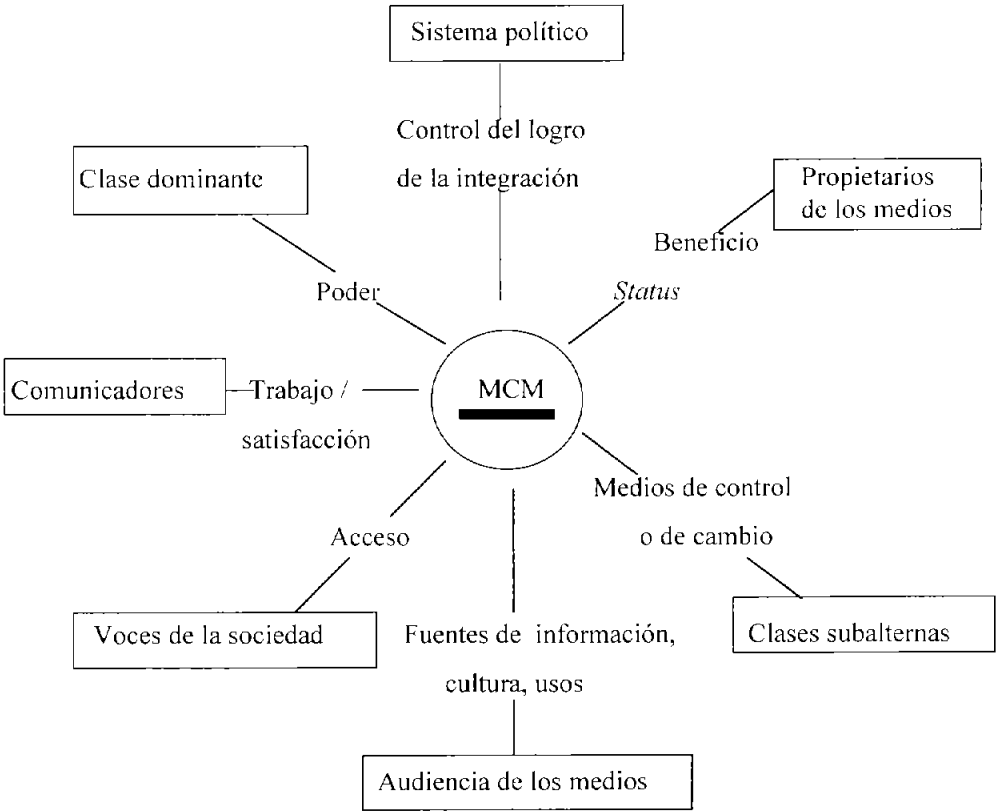 Sistema político
Control del logro
de la integración
Clase dominante
Propietarios
de los medios
Beneficio
Poder
Status
Comunicadores
Trabajo /
satisfacción
MCM
Medios de control
o de cambio
Acceso
Voces de la sociedad
Fuentes de información,
cultura, usos
Clases subalternas
Audiencia de los medios